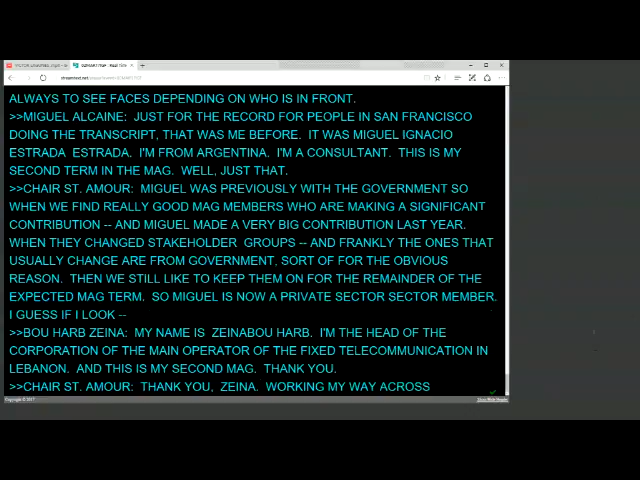 ALWAYS TO SEE FACES DEPENDING ON WHO IS IN FRONT.
>>MIGUEL ALCAINE:  JUST FOR THE RECORD FOR PEOPLE IN SAN FRANCISCO
DOING THE TRANSCRIPT, THAT WAS ME BEFORE.  IT WAS MIGUEL IGNACIO
ESTRADA  ESTRADA.  I'M FROM ARGENTINA.  I'M A CONSULTANT.  THIS IS MY
SECOND TERM IN THE MAG.  WELL, JUST THAT.
>>CHAIR ST. AMOUR:  MIGUEL WAS PREVIOUSLY WITH THE GOVERNMENT SO
WHEN WE FIND REALLY GOOD MAG MEMBERS WHO ARE MAKING A SIGNIFICANT
CONTRIBUTION -- AND MIGUEL MADE A VERY BIG CONTRIBUTION LAST YEAR.
WHEN THEY CHANGED STAKEHOLDER  GROUPS -- AND FRANKLY THE ONES THAT
USUALLY CHANGE ARE FROM GOVERNMENT, SORT OF FOR THE OBVIOUS
REASON.  THEN WE STILL LIKE TO KEEP THEM ON FOR THE REMAINDER OF THE
EXPECTED MAG TERM.  SO MIGUEL IS NOW A PRIVATE SECTOR SECTOR MEMBER.
I GUESS IF I LOOK --
>>BOU HARB ZEINA:  MY NAME IS  ZEINABOU HARB.  I'M THE HEAD OF THE
CORPORATION OF THE MAIN OPERATOR OF THE FIXED TELECOMMUNICATION IN
LEBANON.  AND THIS IS MY SECOND MAG.  THANK YOU.
>>CHAIR ST. AMOUR:  THANK YOU,  ZEINA.  WORKING MY WAY ACROSS